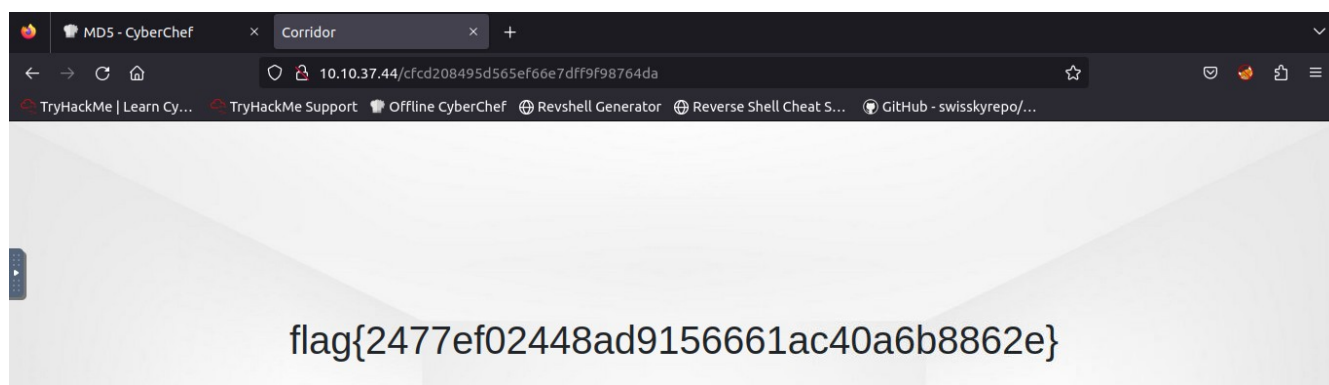 MD5 - CyberChef × Corridor × +
10.10.37.44/cfcd208495d565ef66e7dff9f98764da
TryHackMe | Learn Cy... TryHackMe Support Offline CyberChef Revshell Generator Reverse Shell Cheat S... GitHub - swisskyrepo/...
flag{2477ef02448ad9156661ac40a6b8862e}